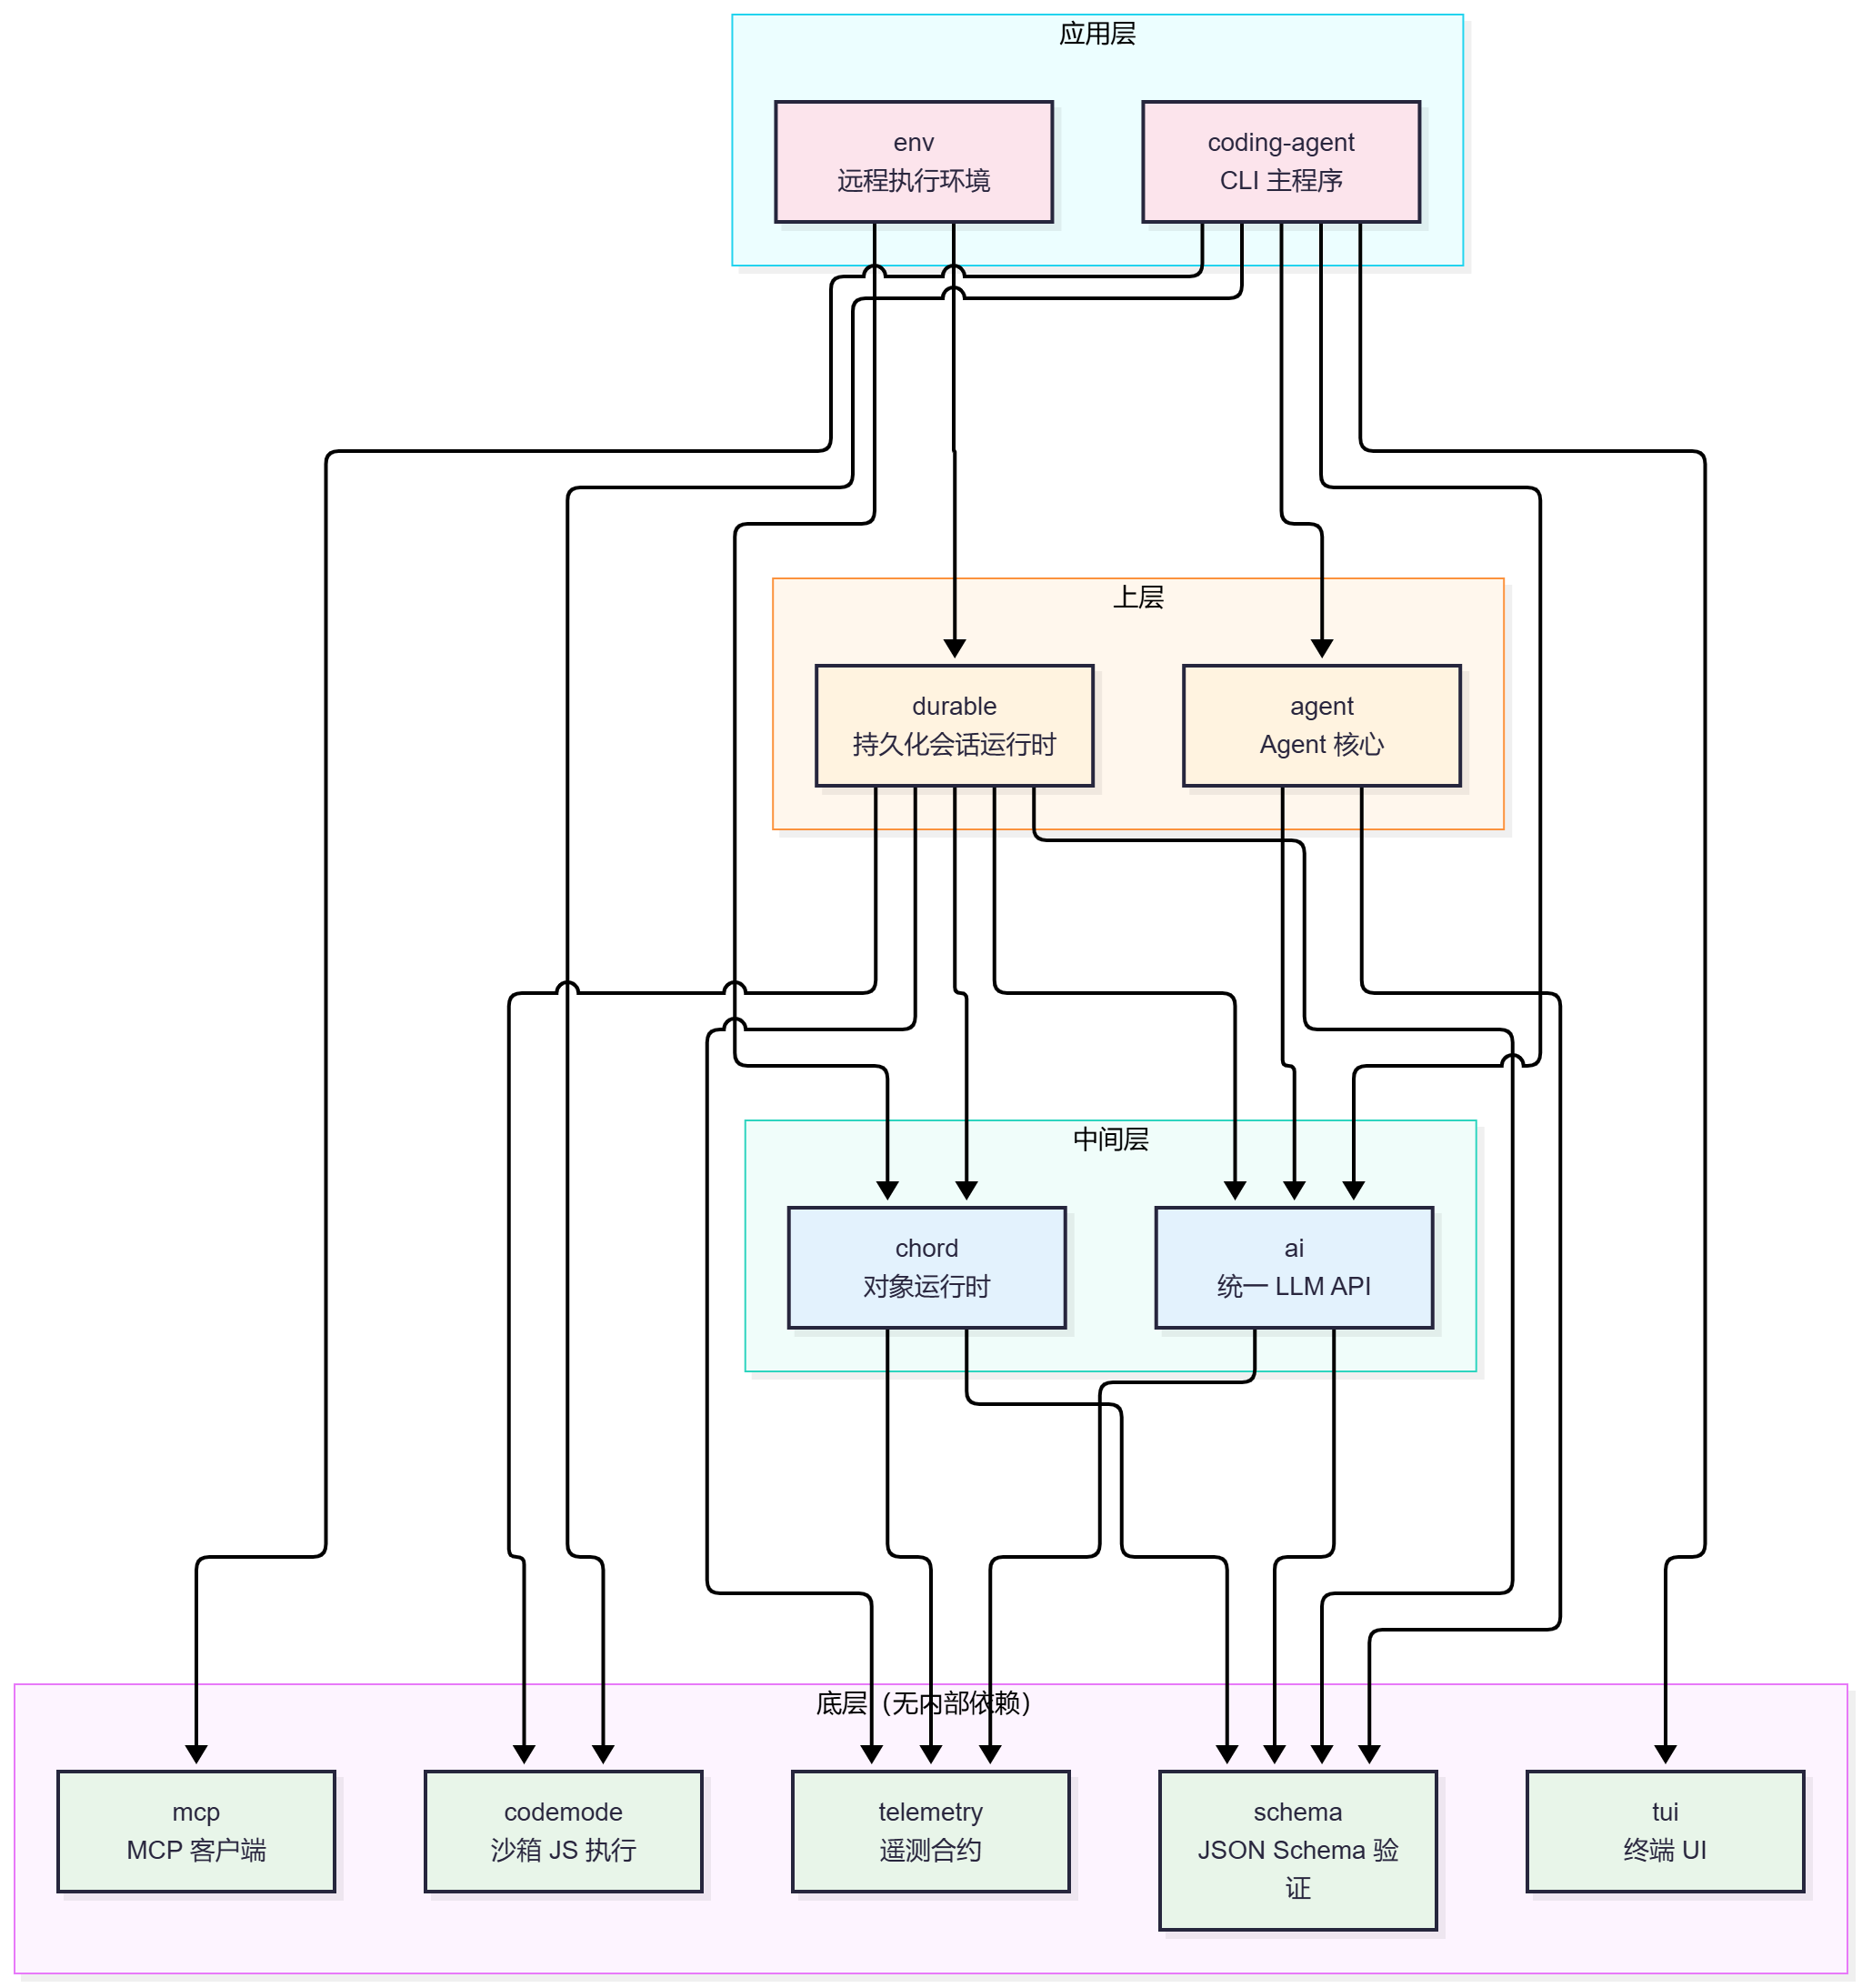 应用层
env
远程执行环境
coding-agent
CLI 主程序
上层
durable
持久化会话运行时
agent
Agent 核心
中间层
chord
对象运行时
ai
统一 LLM API
底层（无内部依赖）
mcp
MCP 客户端
codemode
沙箱 JS 执行
telemetry
遥测合约
schema
JSON Schema 验
证
tui
终端 UI